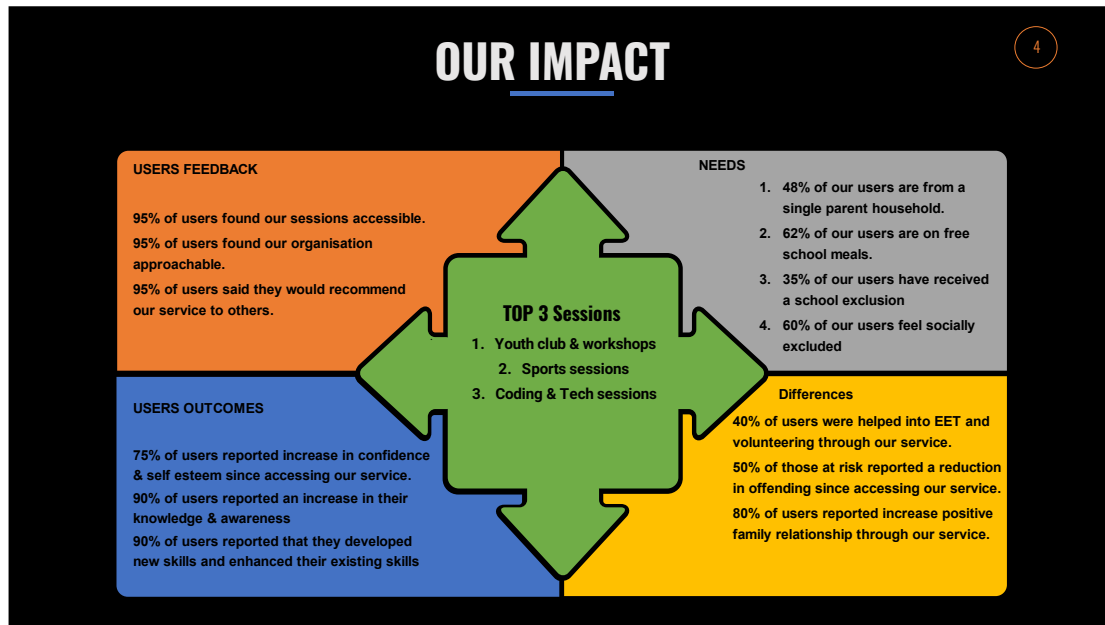 OUR IMPACT
4
USERS FEEDBACK
95% of users found our sessions accessible.
95% of users found our organisation
approachable.
95% of users said they would recommend
our service to others.
NEEDS
1. 48% of our users are from a
single parent household.
2. 62% of our users are on free
school meals.
3. 35% of our users have received
a school exclusion
4. 60% of our users feel socially
excluded
TOP 3 Sessions
1. Youth club & workshops
2. Sports sessions
3. Coding & Tech sessions
USERS OUTCOMES
75% of users reported increase in confidence
& self esteem since accessing our service.
90% of users reported an increase in their
knowledge & awareness
90% of users reported that they developed
new skills and enhanced their existing skills
Differences
40% of users were helped into EET and
volunteering through our service.
50% of those at risk reported a reduction
in offending since accessing our service.
80% of users reported increase positive
family relationship through our service.